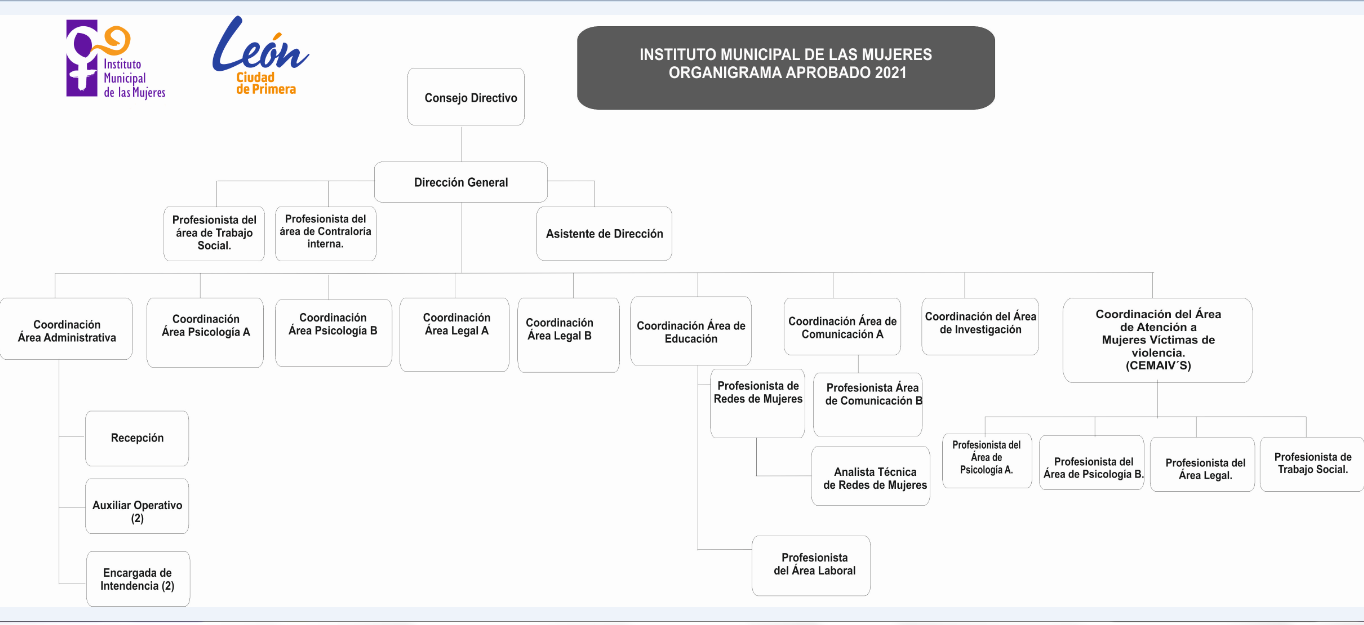 Instituto
Municipal
de las Mujeres
León
Ciudad
de Primera
INSTITUTO MUNICIPAL DE LAS MUJERES
ORGANIGRAMA APROBADO 2021
Consejo Directivo
Dirección General
Profesionista del
área de Trabajo
Social.
Profesionista del
área de Contraloría
interna.
Asistente de Dirección
Coordinación
Área Administrativa
Coordinación
Área Psicología A
Coordinación
Área Psicología B
Coordinación
Área Legal A
Coordinación
Área Legal B
Coordinación Área de
Educación
Coordinación Área de
Comunicación A
Coordinación del Área
de Investigación
Coordinación del Área
de Atención a
Mujeres Víctimas de
violencia.
(CEMAIV´S)
Profesionista de
Redes de Mujeres
Profesionista Área
de Comunicación B
Recepción
Profesionista del
Área de
Psicología A.
Profesionista del
Área de Psicología B.
Profesionista del
Área Legal.
Profesionista de
Trabajo Social.
Analista Técnica
de Redes de Mujeres
Auxiliar Operativo
(2)
Profesionista
del Área Laboral
Encargada de
Intendencia (2)